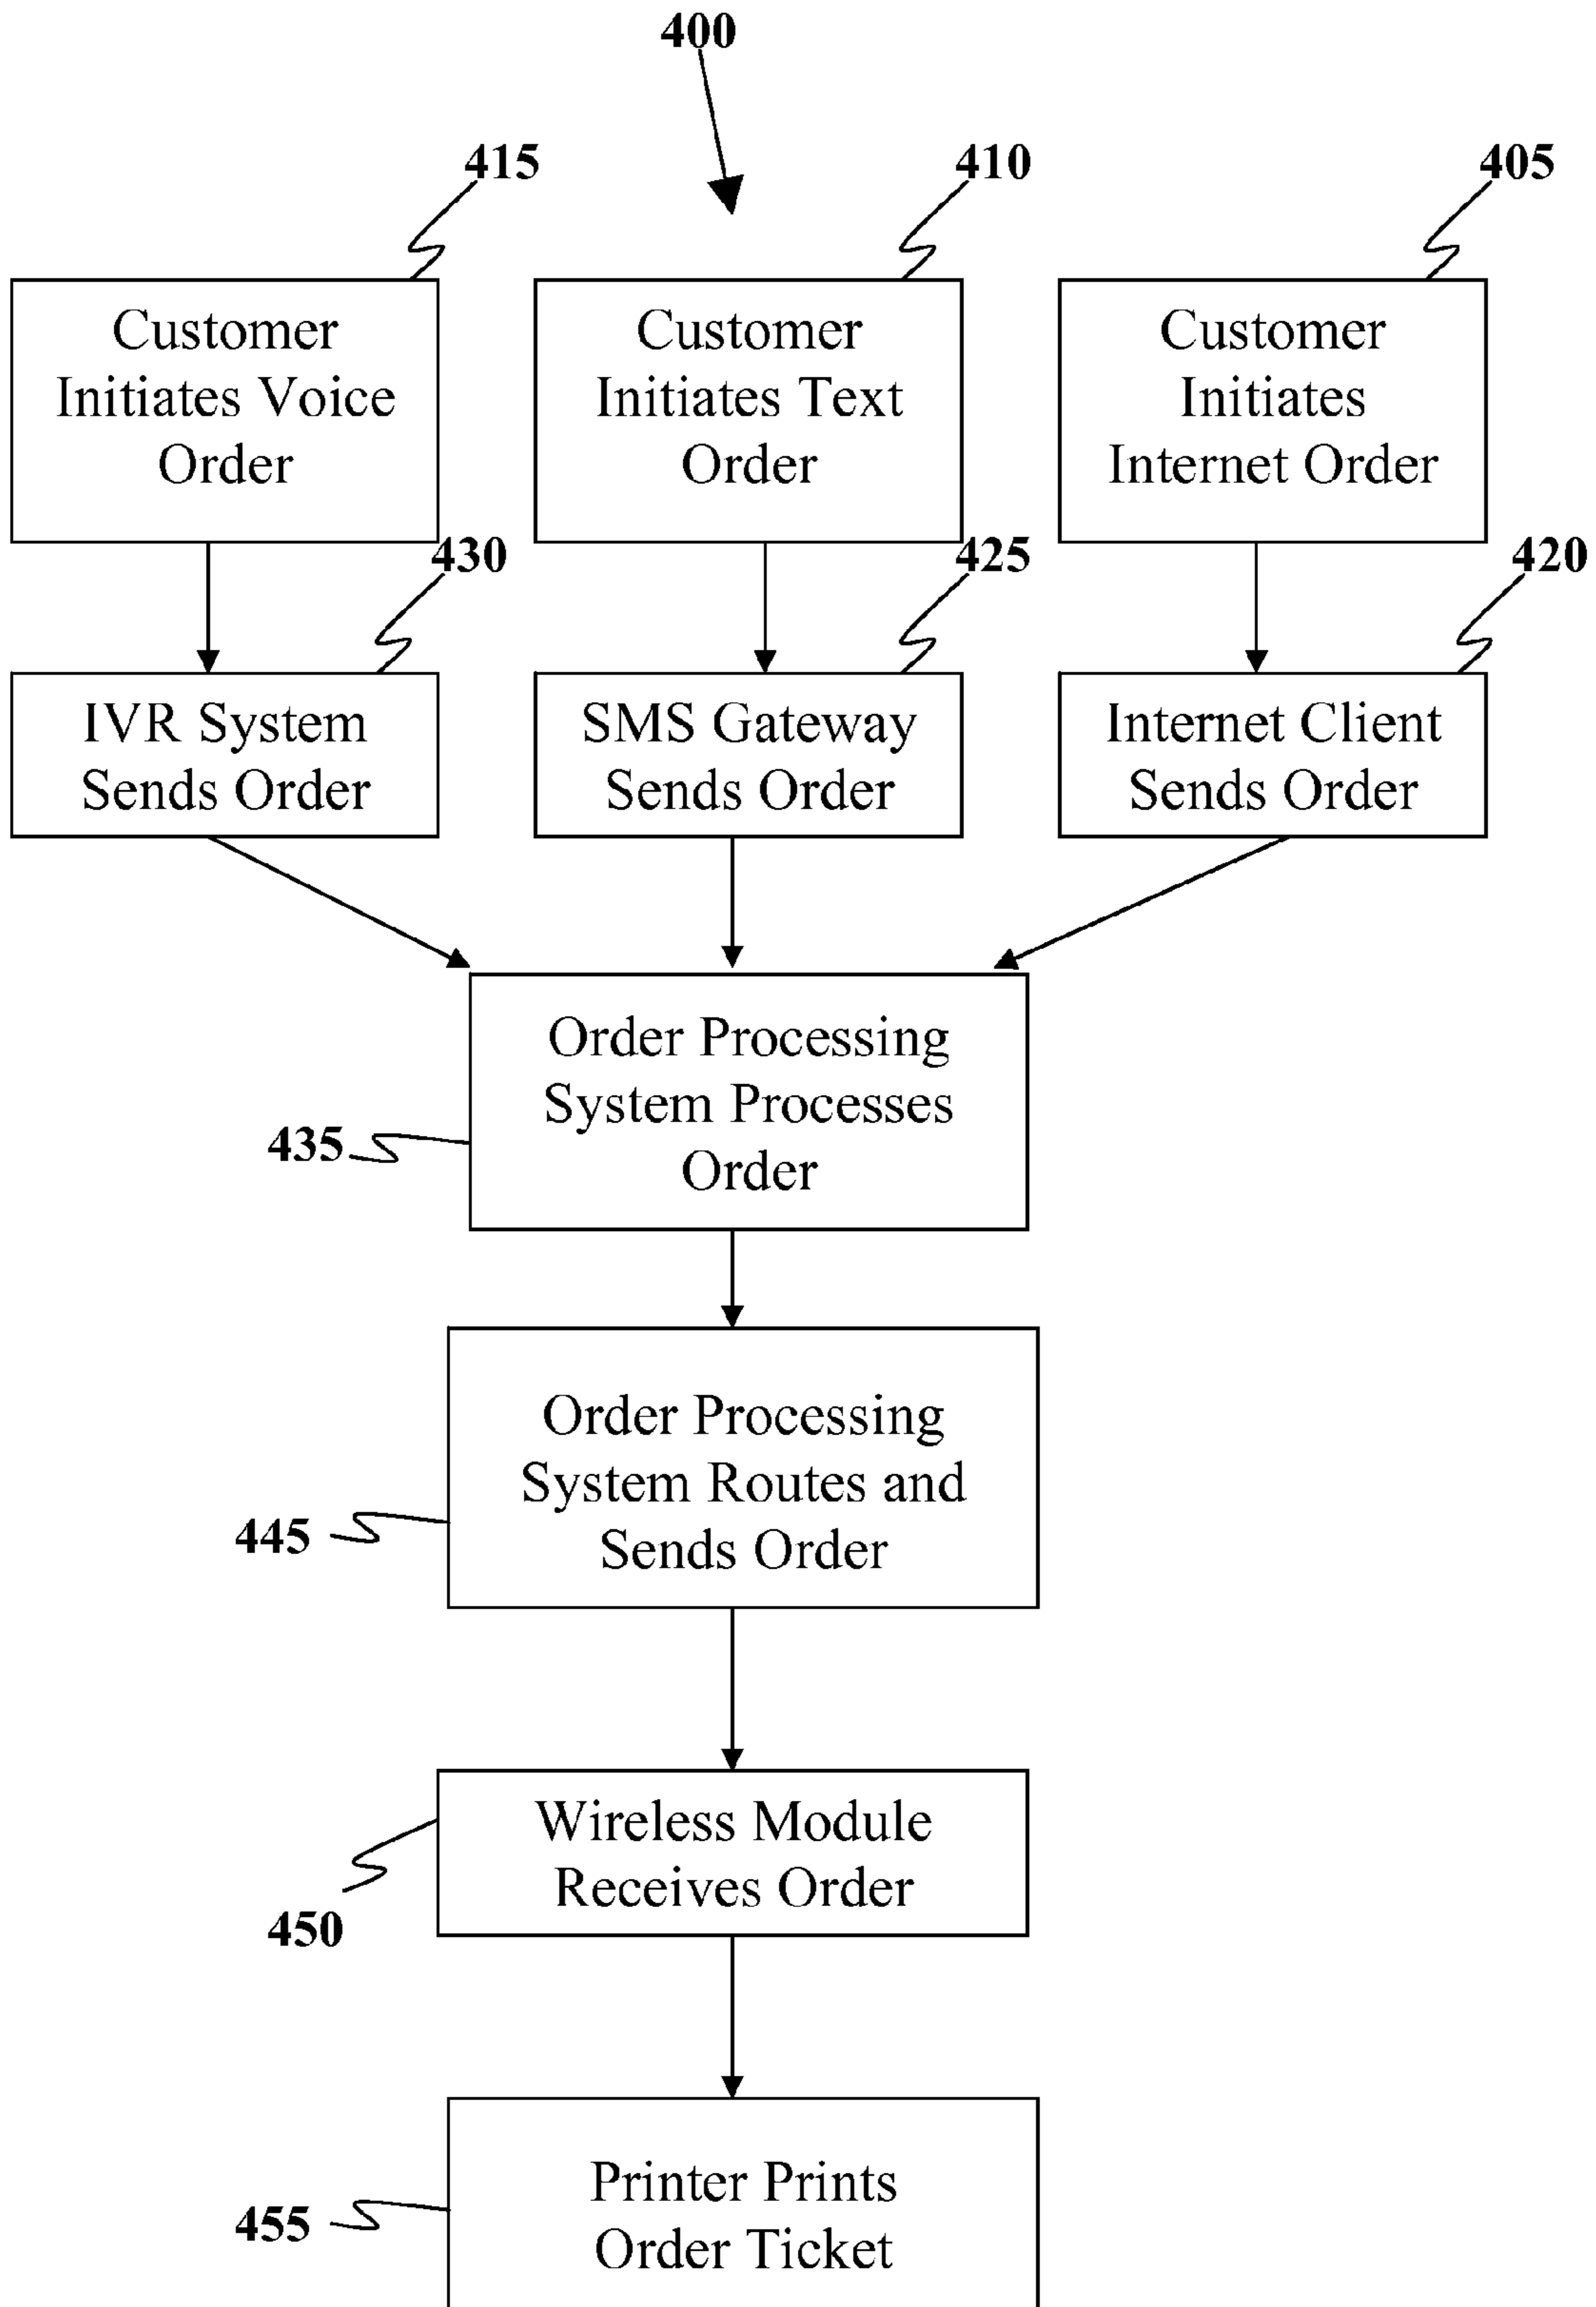 400
415
410
405
Customer
Initiates Voice
Order
Customer
Initiates Text
Order
Customer
Initiates
Internet Order
430
425
420
IVR System
Sends Order
SMS Gateway
Sends Order
Internet Client
Sends Order
Order Processing
System Processes
Order
435
Order Processing
System Routes and
Sends Order
445
Wireless Module
Receives Order
450
Printer Prints
Order Ticket
455